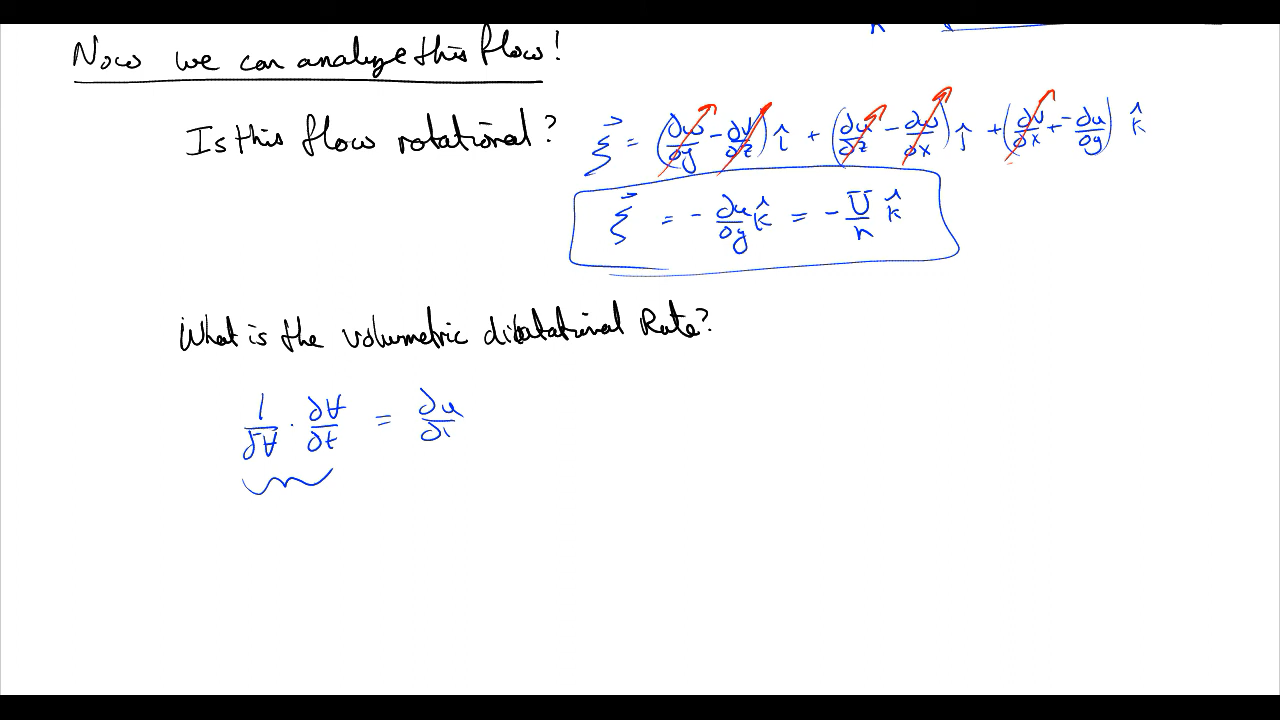 Now we can analyze this flow!
Is this flow rotational? ξ⃗ = (∂w/∂y − ∂v/∂z) î + (∂u/∂z − ∂w/∂x) ĵ + (∂v/∂x + −∂u/∂y) k̂
ξ⃗ = − ∂u/∂y k̂ = − U/h k̂
What is the volumetric dilatational Rate?
1/δV · ∂V/∂t = ∂u/∂